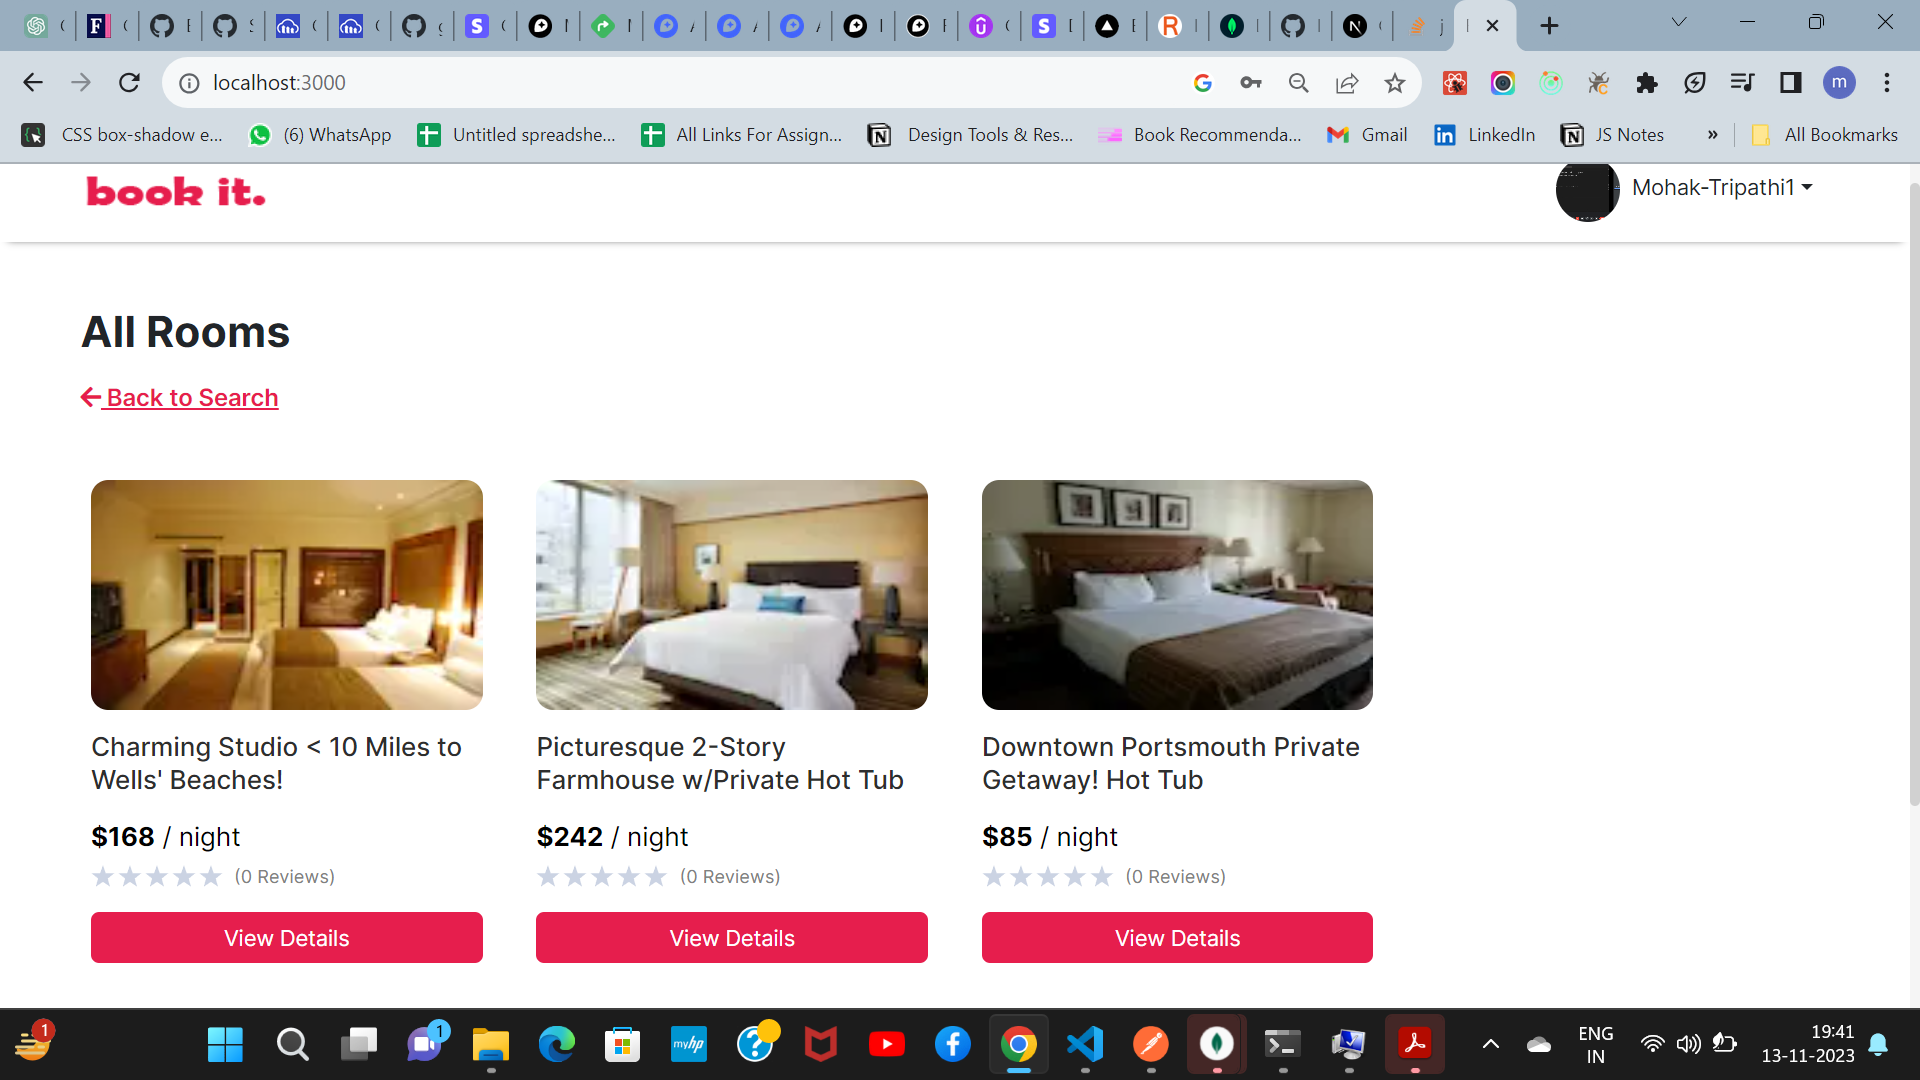 localhost:3000
m
CSS box-shadow e...
(6) WhatsApp
Untitled spreadshe...
All Links For Assign...
Design Tools & Res...
Book Recommenda...
Gmail
LinkedIn
JS Notes
»
All Bookmarks
book it.
Mohak-Tripathi1
All Rooms
Back to Search
Charming Studio < 10 Miles to
Wells' Beaches!
$168 / night
(0 Reviews)
View Details
Picturesque 2-Story
Farmhouse w/Private Hot Tub
$242 / night
(0 Reviews)
View Details
Downtown Portsmouth Private
Getaway! Hot Tub
$85 / night
(0 Reviews)
View Details
1
1
myhp
ENG
IN
19:41
13-11-2023